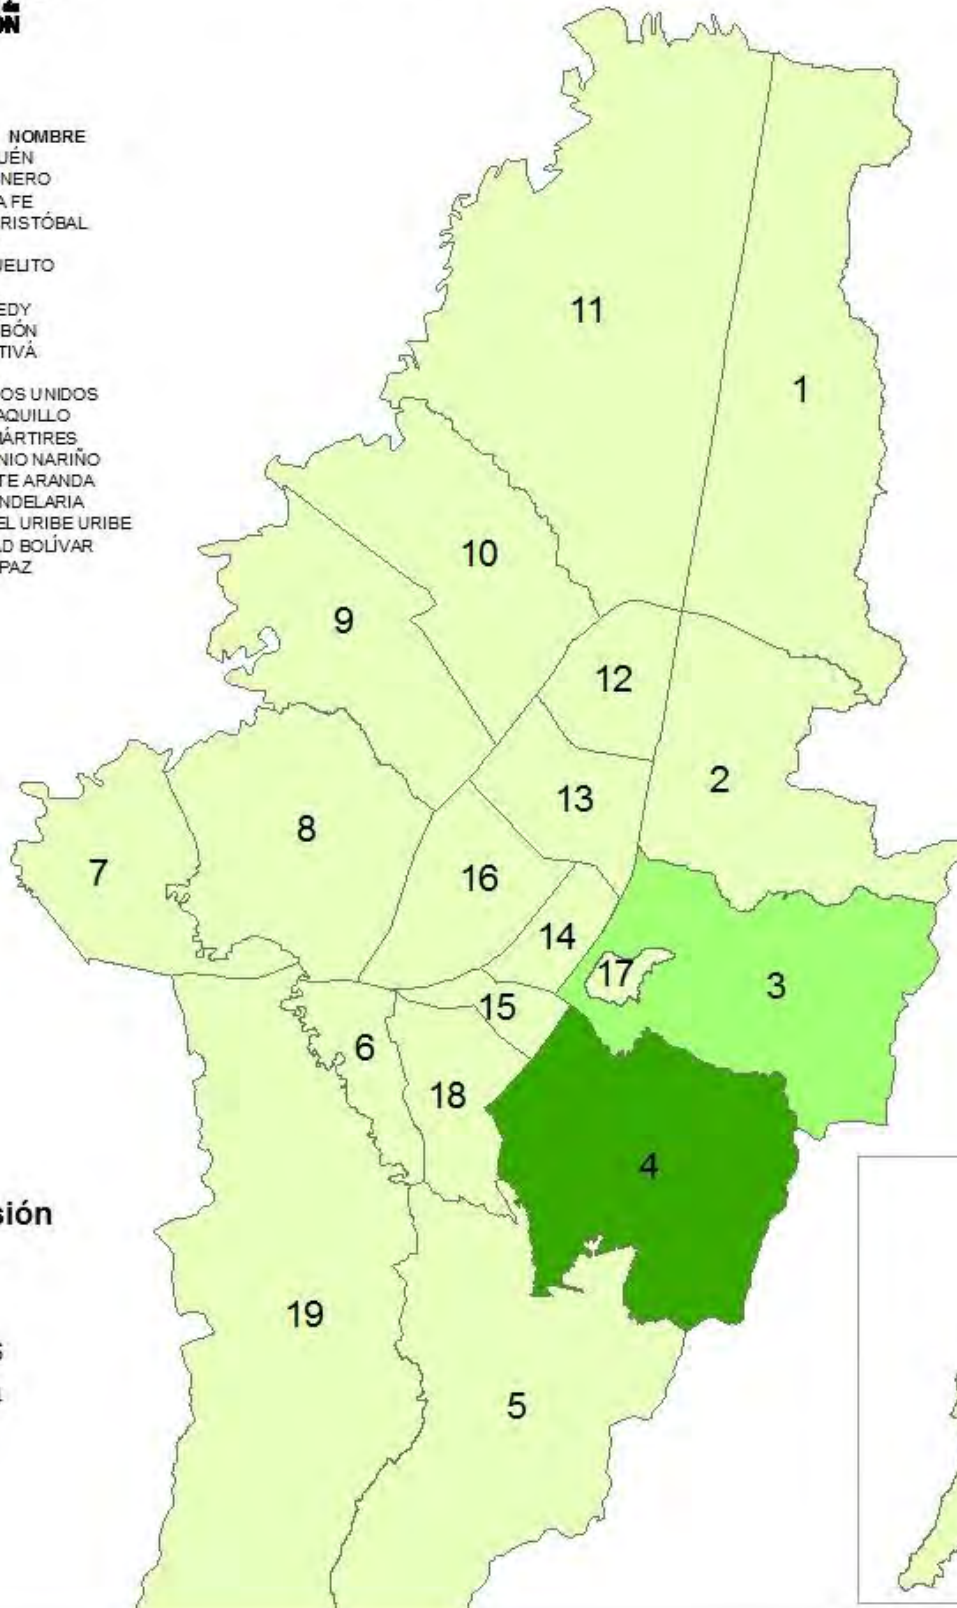 NOMBRE
UÉN
NERO
A FE
RISTÓBAL
UELITO
EDY
BÓN
TIVÁ
OS UNIDOS
AQUILLO
MÁRTIRES
NIO NARIÑO
TE ARANDA
NDELARIA
EL URIBE URIBE
AD BOLÍVAR
PAZ
11
1
10
9
12
2
13
8
7
16
14
17
3
15
6
18
4
sión
19
5